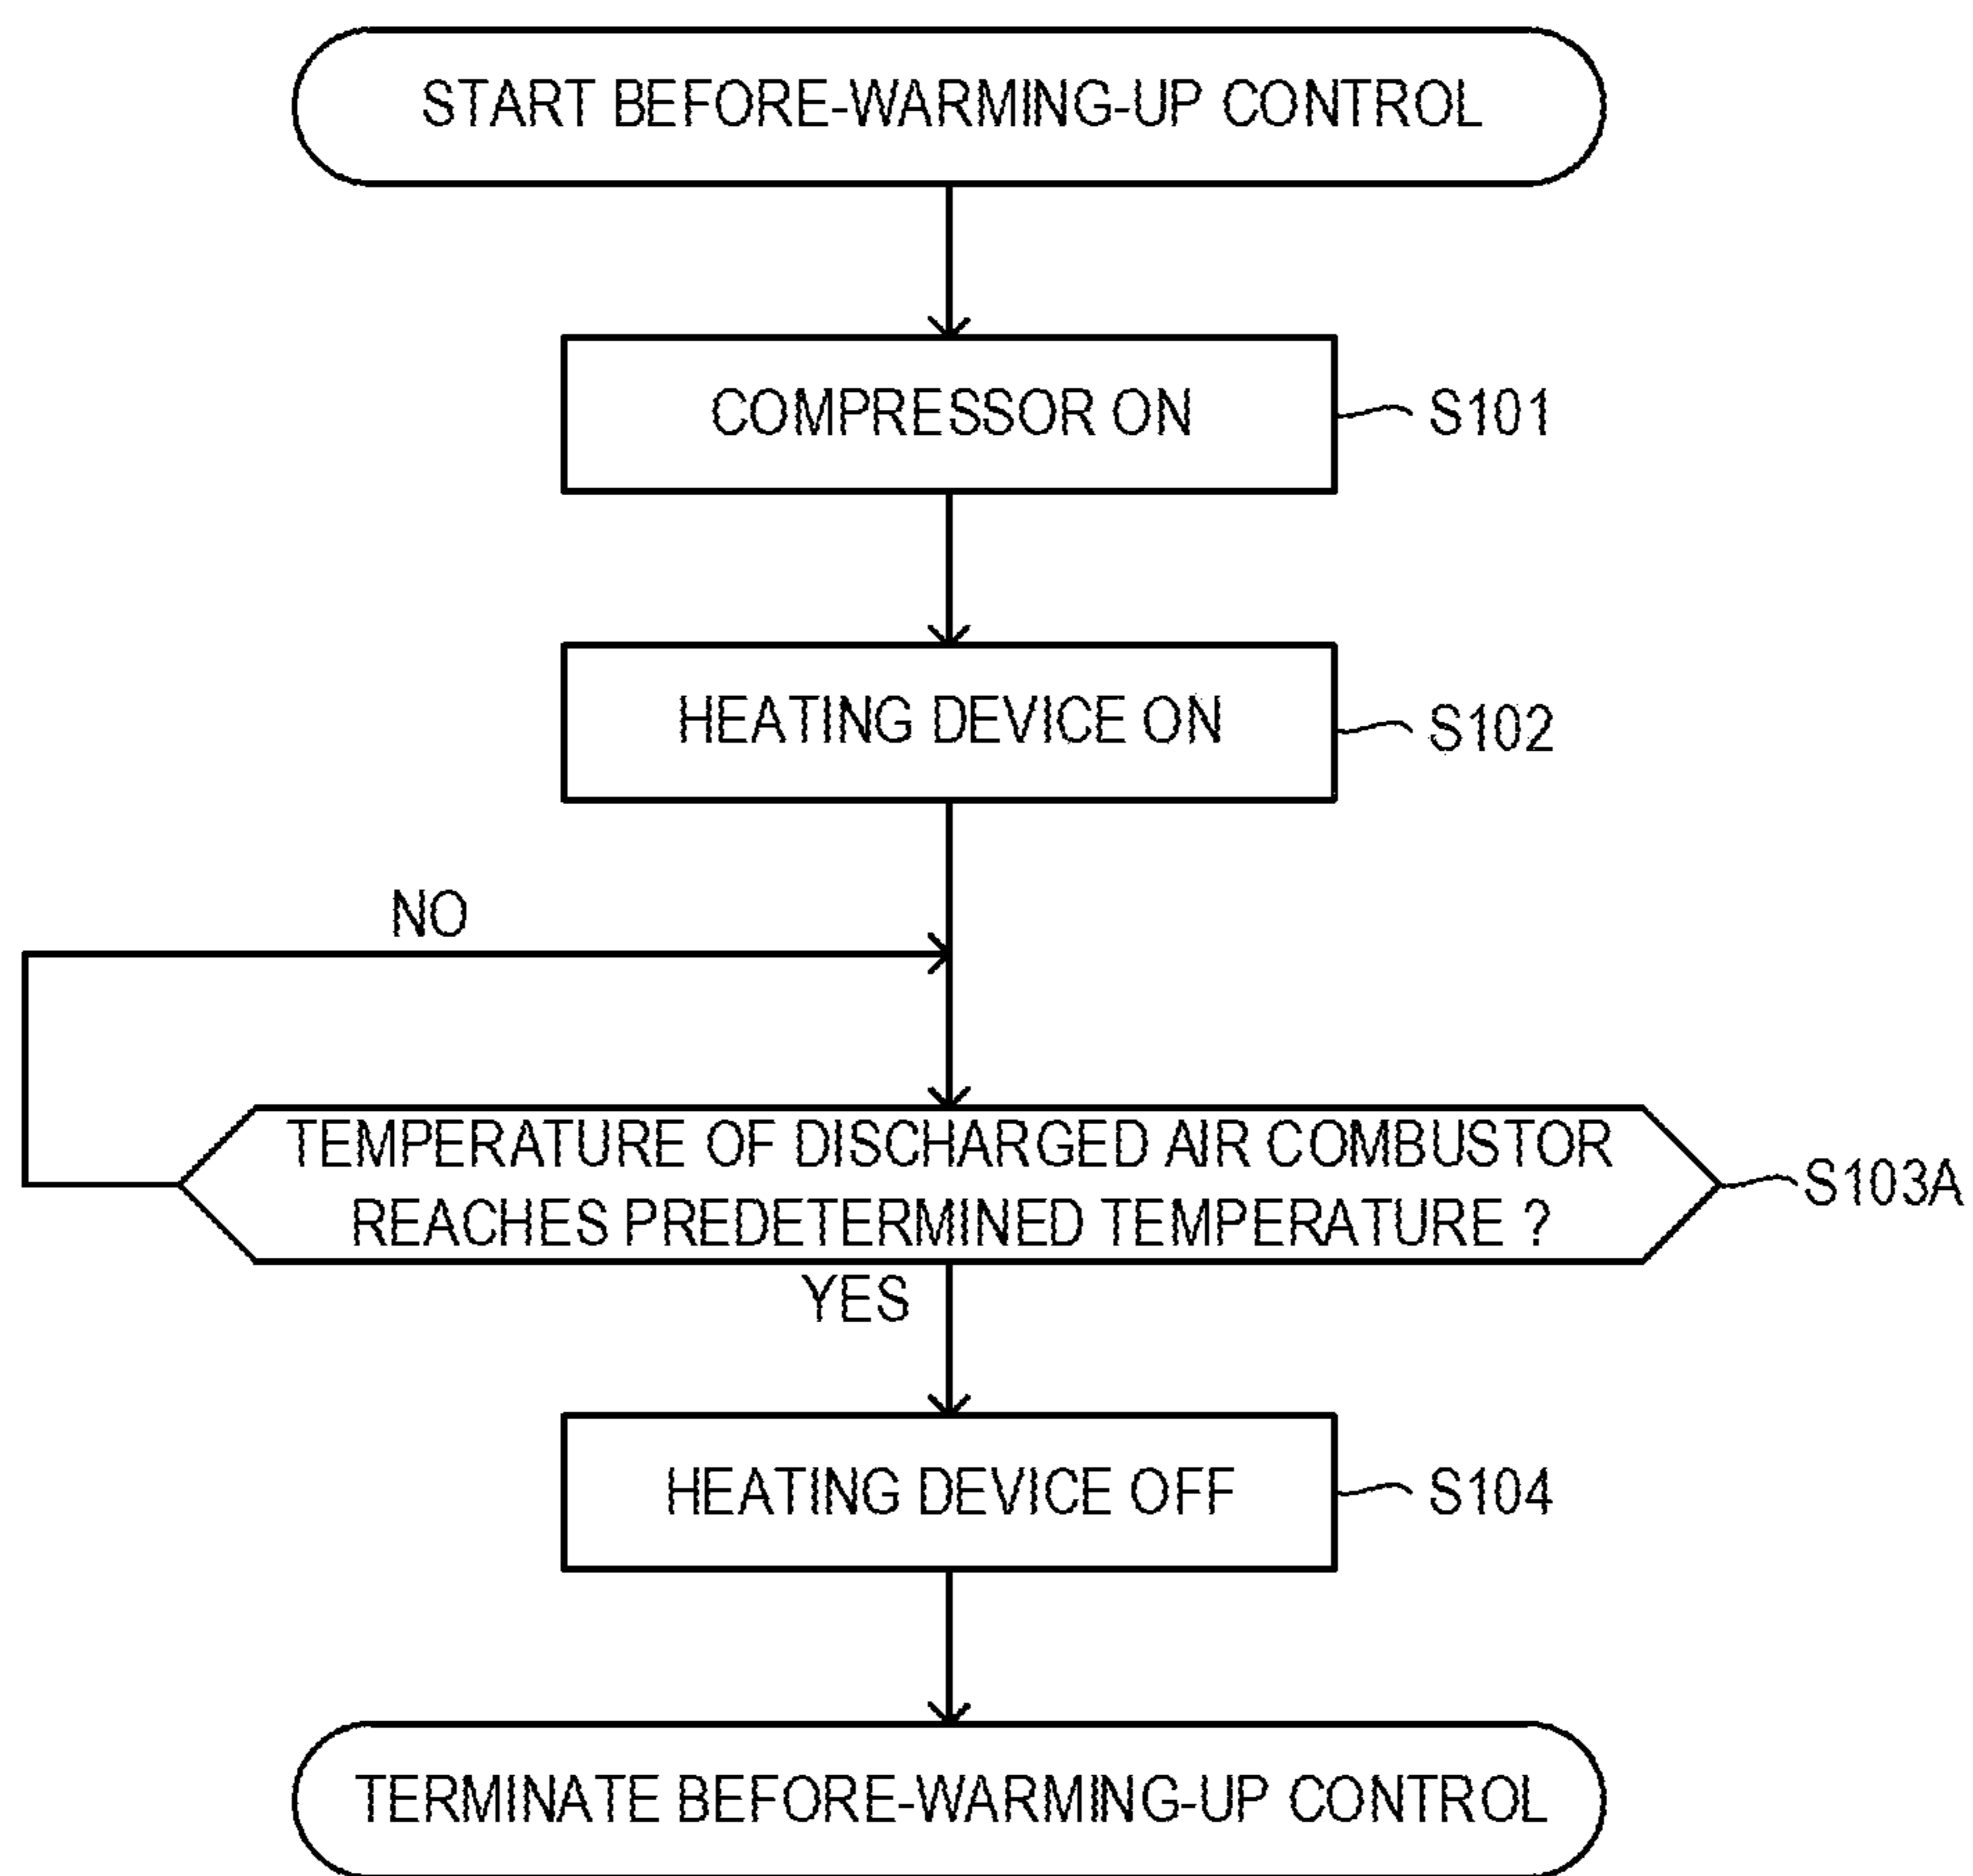 START BEFORE-WARMING-UP CONTROL
COMPRESSOR ON
S101
HEATING DEVICE ON
S102
NO
TEMPERATURE OF DISCHARGED AIR COMBUSTOR
REACHES PREDETERMINED TEMPERATURE ?
S103A
YES
HEATING DEVICE OFF
S104
TERMINATE BEFORE-WARMING-UP CONTROL